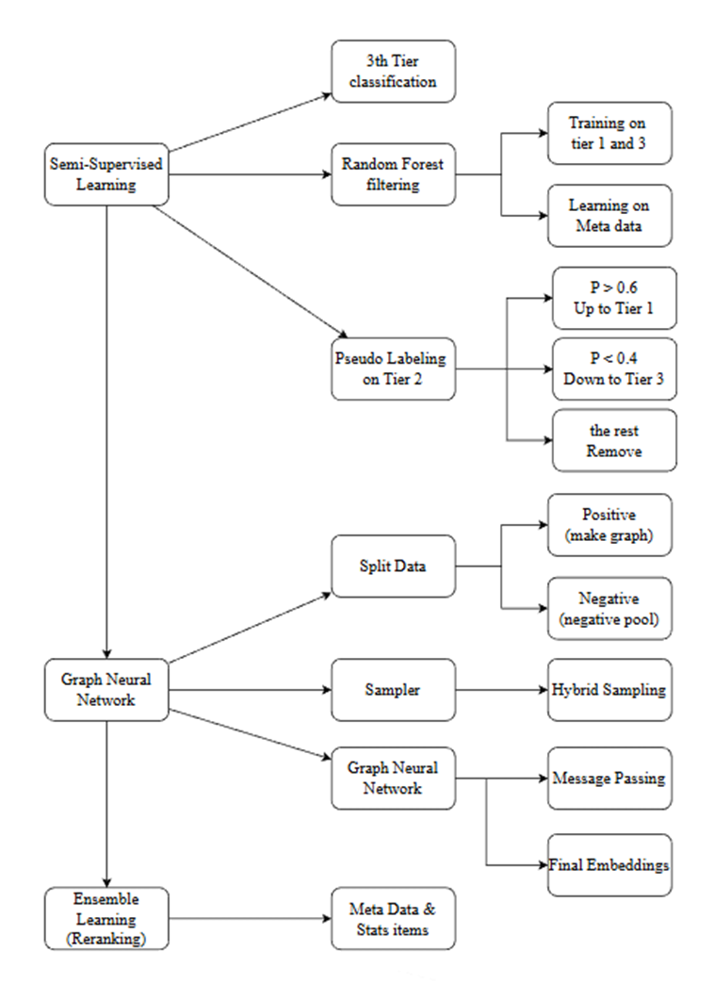 3th Tier
classification
Semi-Supervised
Learning
Random Forest
filtering
Training on
tier 1 and 3
Learning on
Meta data
Pseudo Labeling
on Tier 2
P > 0.6
Up to Tier 1
P < 0.4
Down to Tier 3
the rest
Remove
Split Data
Positive
(make graph)
Negative
(negative pool)
Graph Neural
Network
Sampler
Hybrid Sampling
Graph Neural
Network
Message Passing
Final Embeddings
Ensemble
Learning
(Reranking)
Meta Data &
Stats items